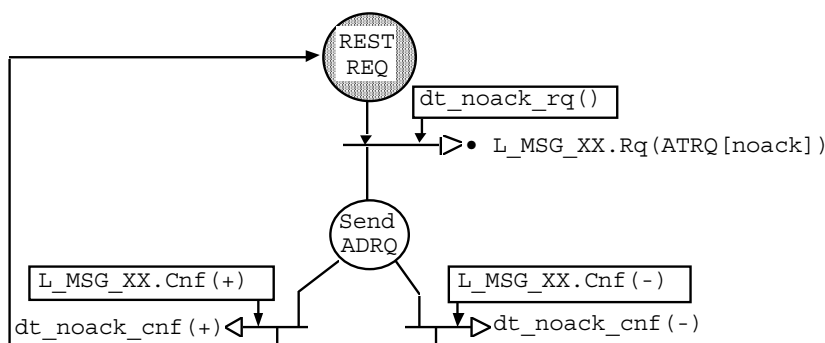 REST
REQ
dt_noack_rq()
L_MSG_XX.Rq(ATRQ[noack])
Send
ADRQ
L_MSG_XX.Cnf(+)
L_MSG_XX.Cnf(-)
dt_noack_cnf(+)
dt_noack_cnf(-)